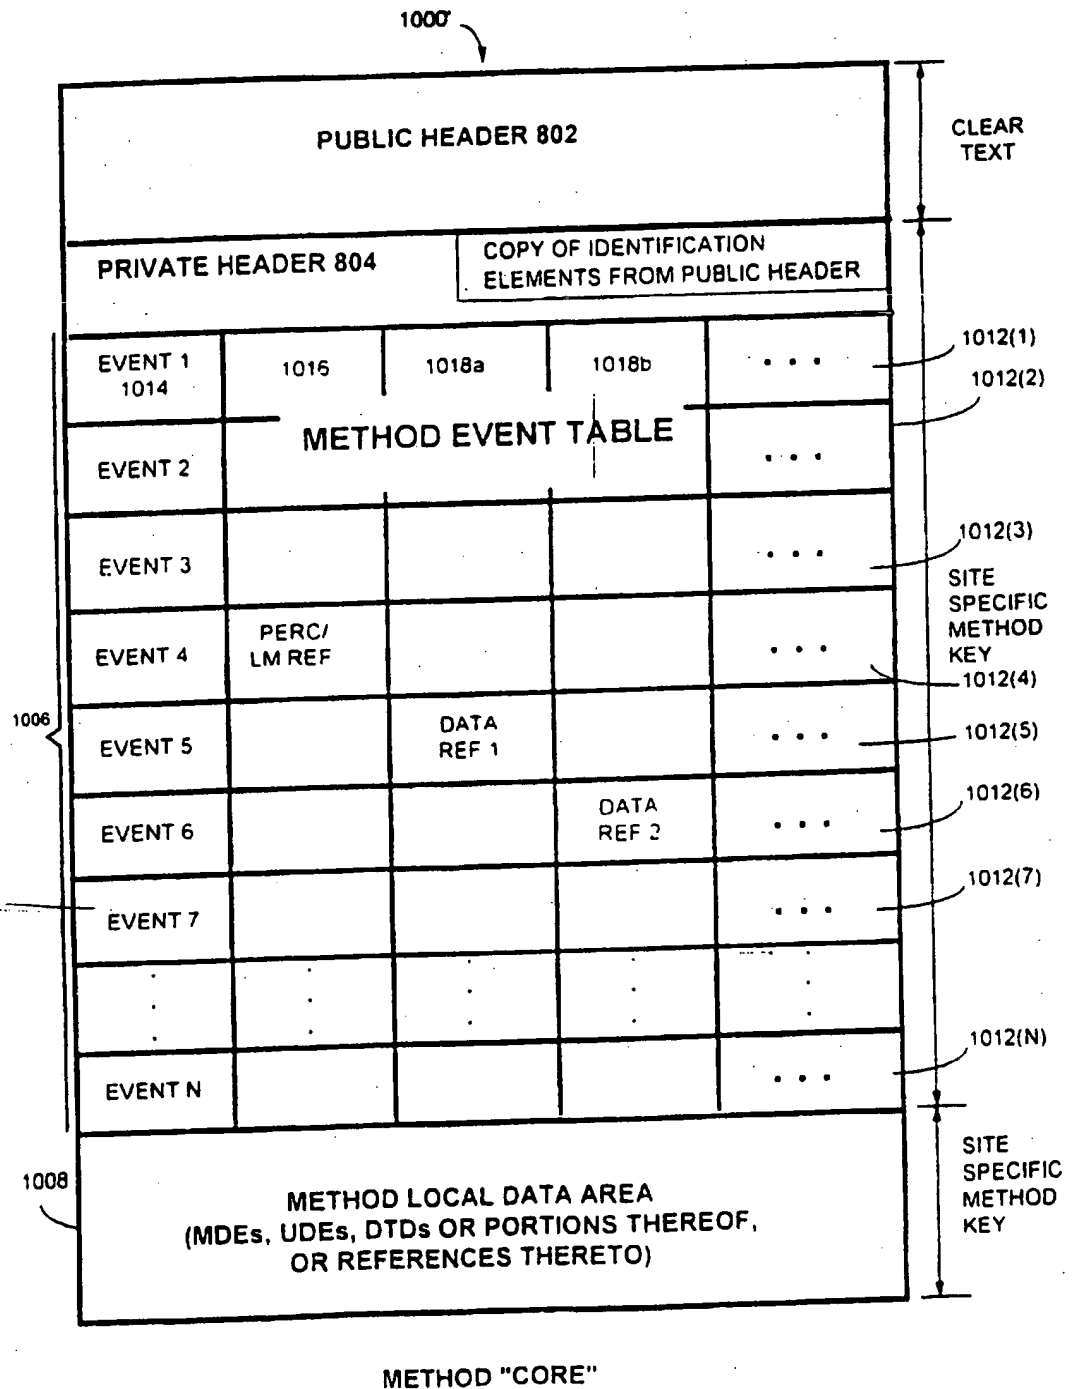 1000
PUBLIC HEADER 802
CLEAR
TEXT
PRIVATE HEADER 804
COPY OF IDENTIFICATION
ELEMENTS FROM PUBLIC HEADER
EVENT 1
1014
1016
1018a
1018b
• • •
1012(1)
1012(2)
METHOD EVENT TABLE
EVENT 2
• • •
EVENT 3
• • •
1012(3)
SITE
SPECIFIC
METHOD
KEY
EVENT 4
PERC/
LM REF
• • •
1012(4)
1006
EVENT 5
DATA
REF 1
• • •
1012(5)
EVENT 6
DATA
REF 2
• • •
1012(6)
EVENT 7
• • •
1012(7)
EVENT N
• • •
1012(N)
1008
METHOD LOCAL DATA AREA
(MDEs, UDEs, DTDs OR PORTIONS THEREOF,
OR REFERENCES THERETO)
SITE
SPECIFIC
METHOD
KEY
METHOD "CORE"